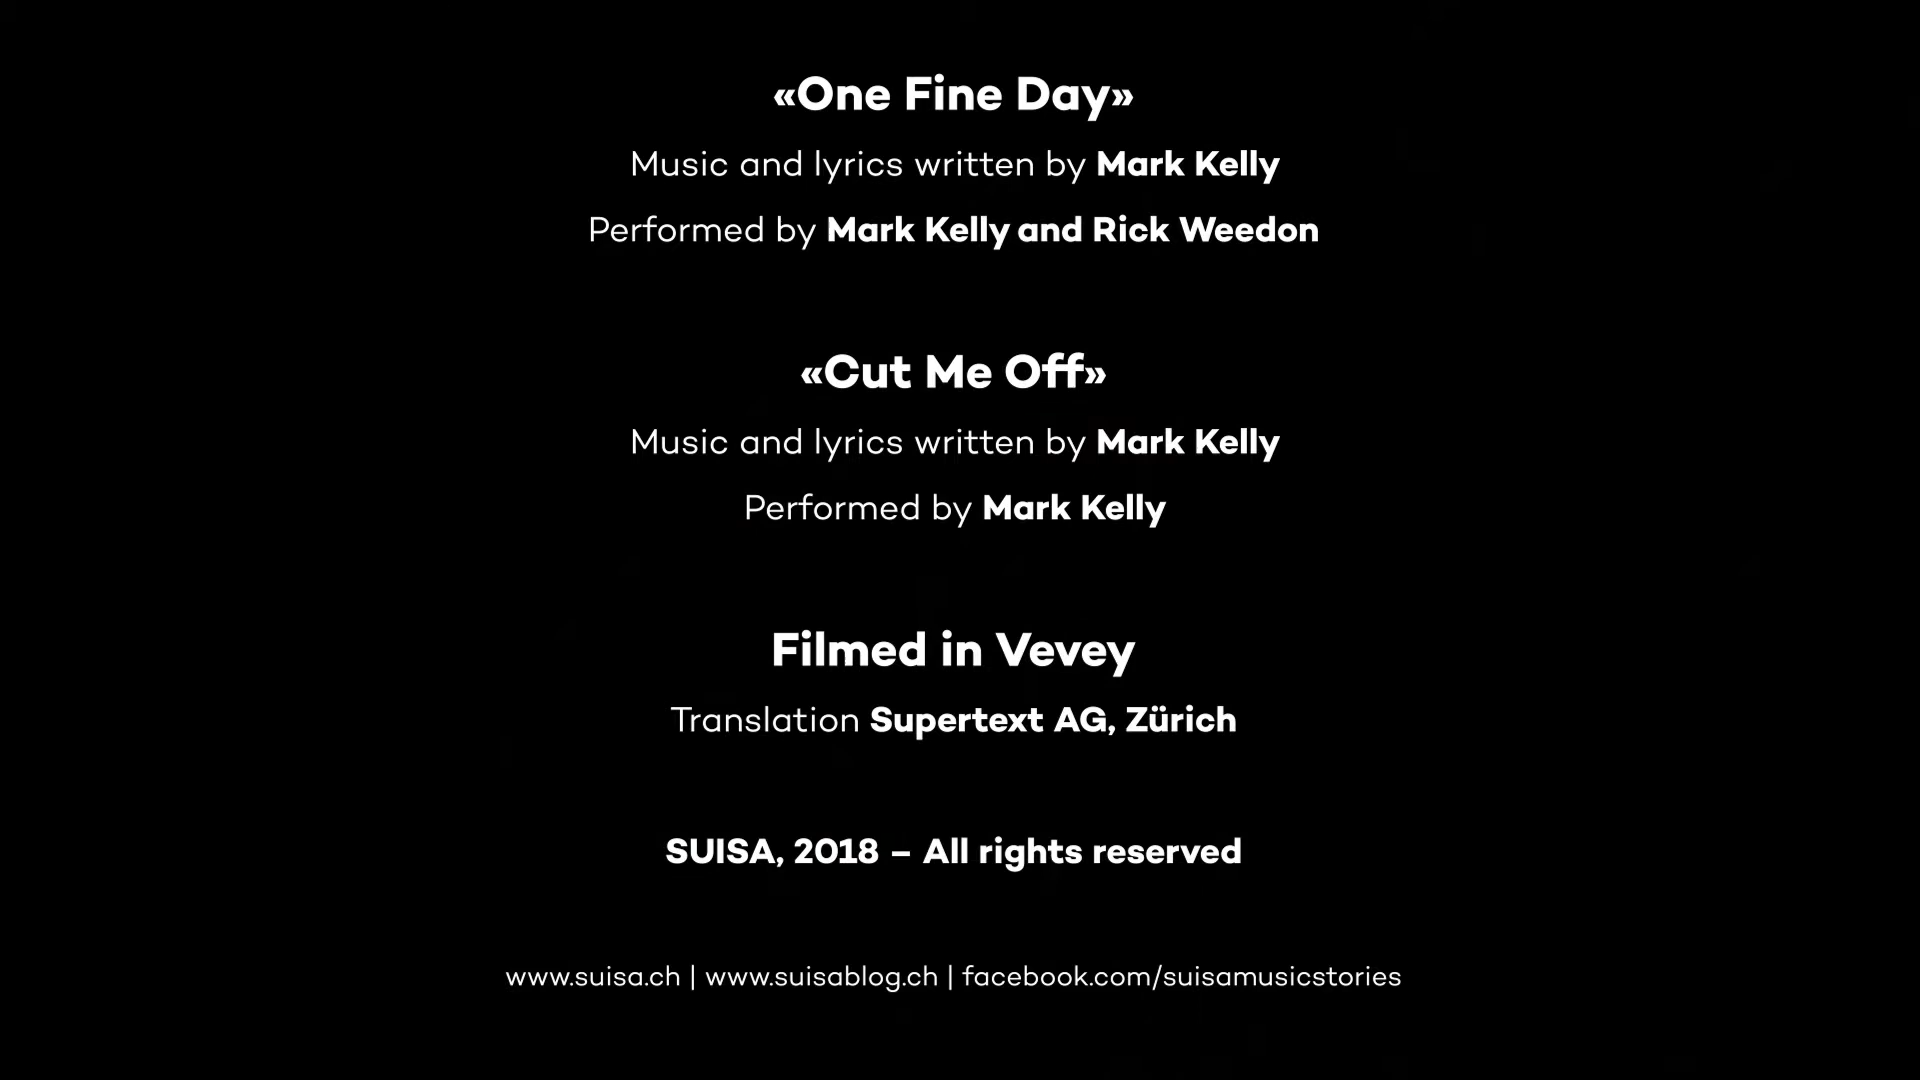 «One Fine Day»
Music and lyrics written by Mark Kelly
Performed by Mark Kelly and Rick Weedon
«Cut Me Off»
Music and lyrics written by Mark Kelly
Performed by Mark Kelly
Filmed in Vevey
Translation Supertext AG, Zürich
SUISA, 2018 – All rights reserved
www.suisa.ch | www.suisablog.ch | facebook.com/suisamusicstories